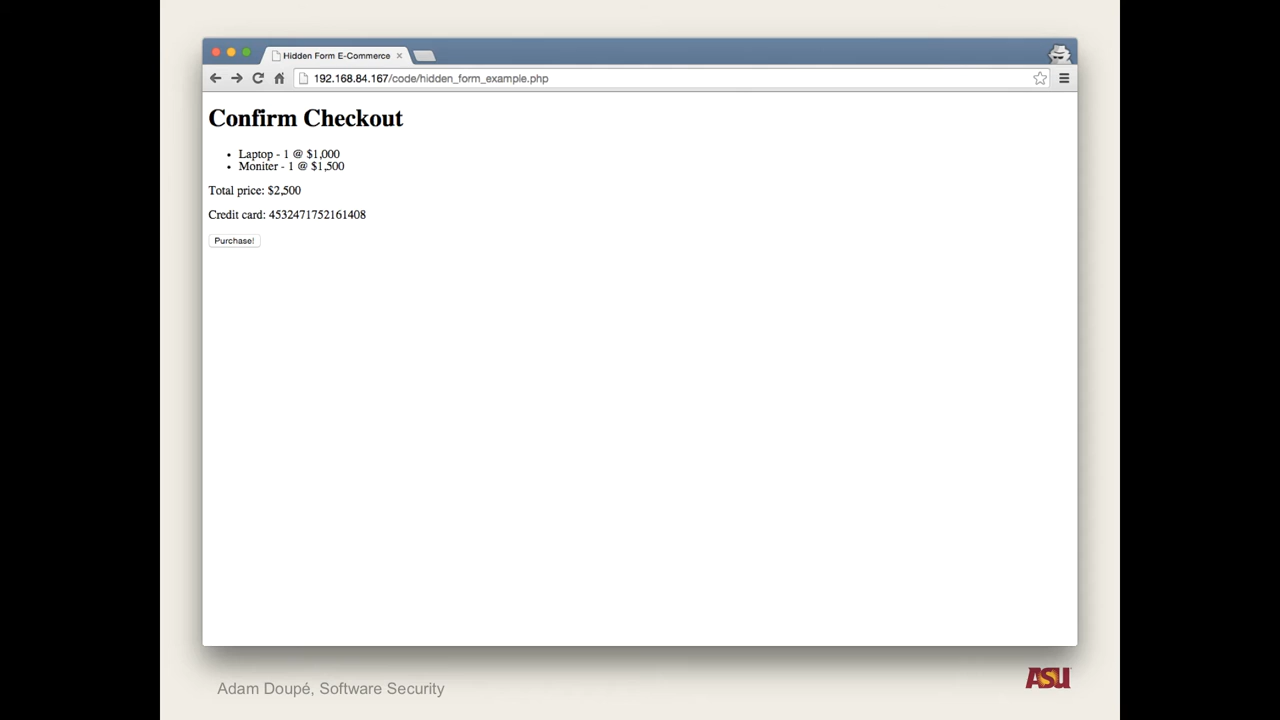 Hidden Form E-Commerce
192.168.84.167/code/hidden_form_example.php
Confirm Checkout
• Laptop - 1 @ $1,000
• Moniter - 1 @ $1,500
Total price: $2,500
Credit card: 4532471752161408
Purchase!
Adam Doupé, Software Security
ASU